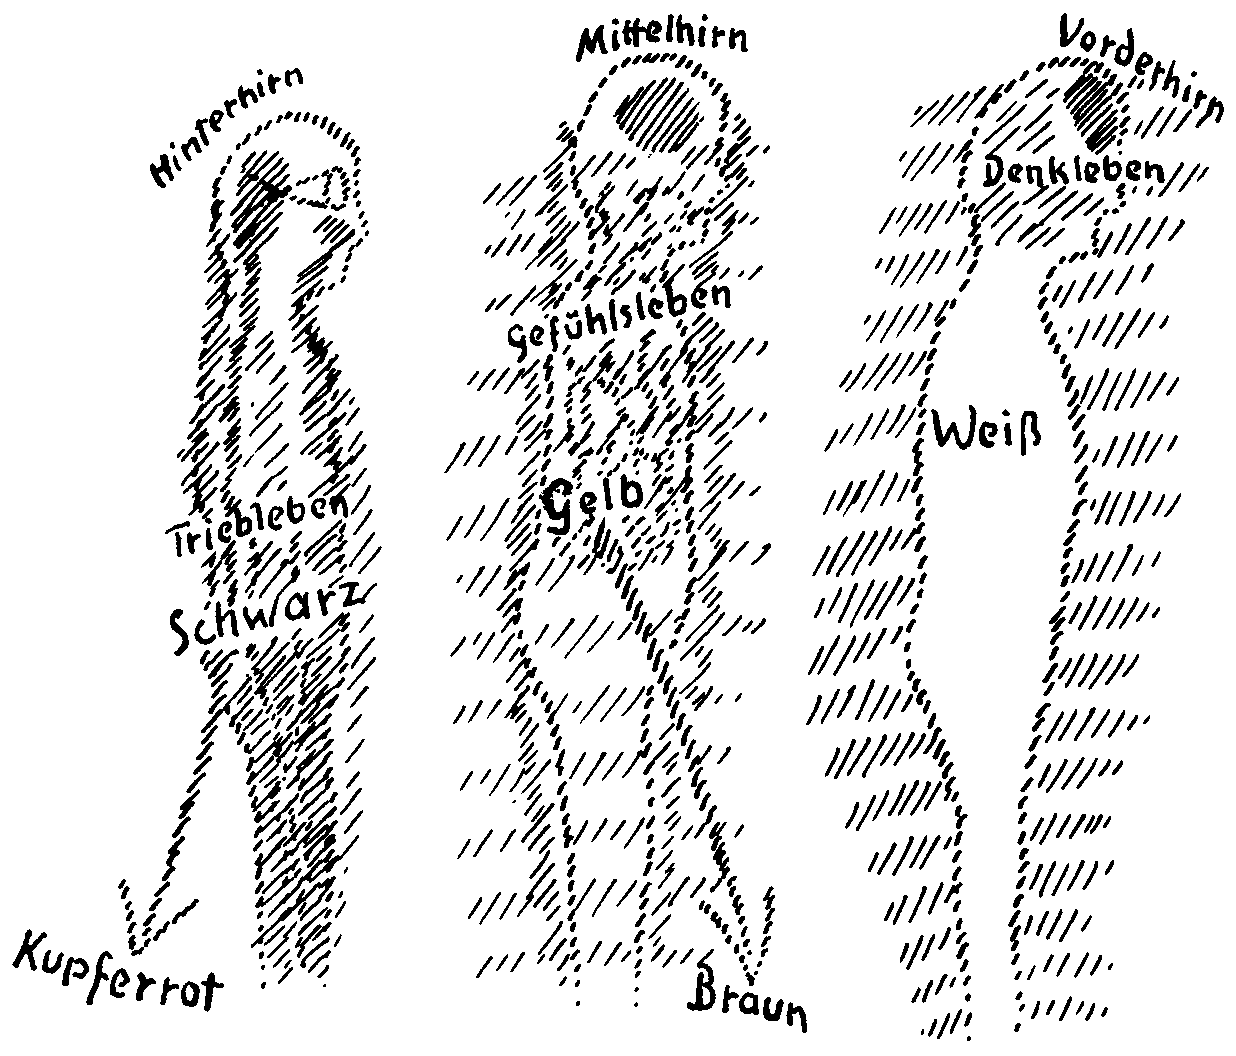 Hinterhirn
Triebleben
Schwarz
Kupferrot
Mittelhirn
Gefühlsleben
Gelb
Braun
Vorderhirn
Denkleben
Weiß